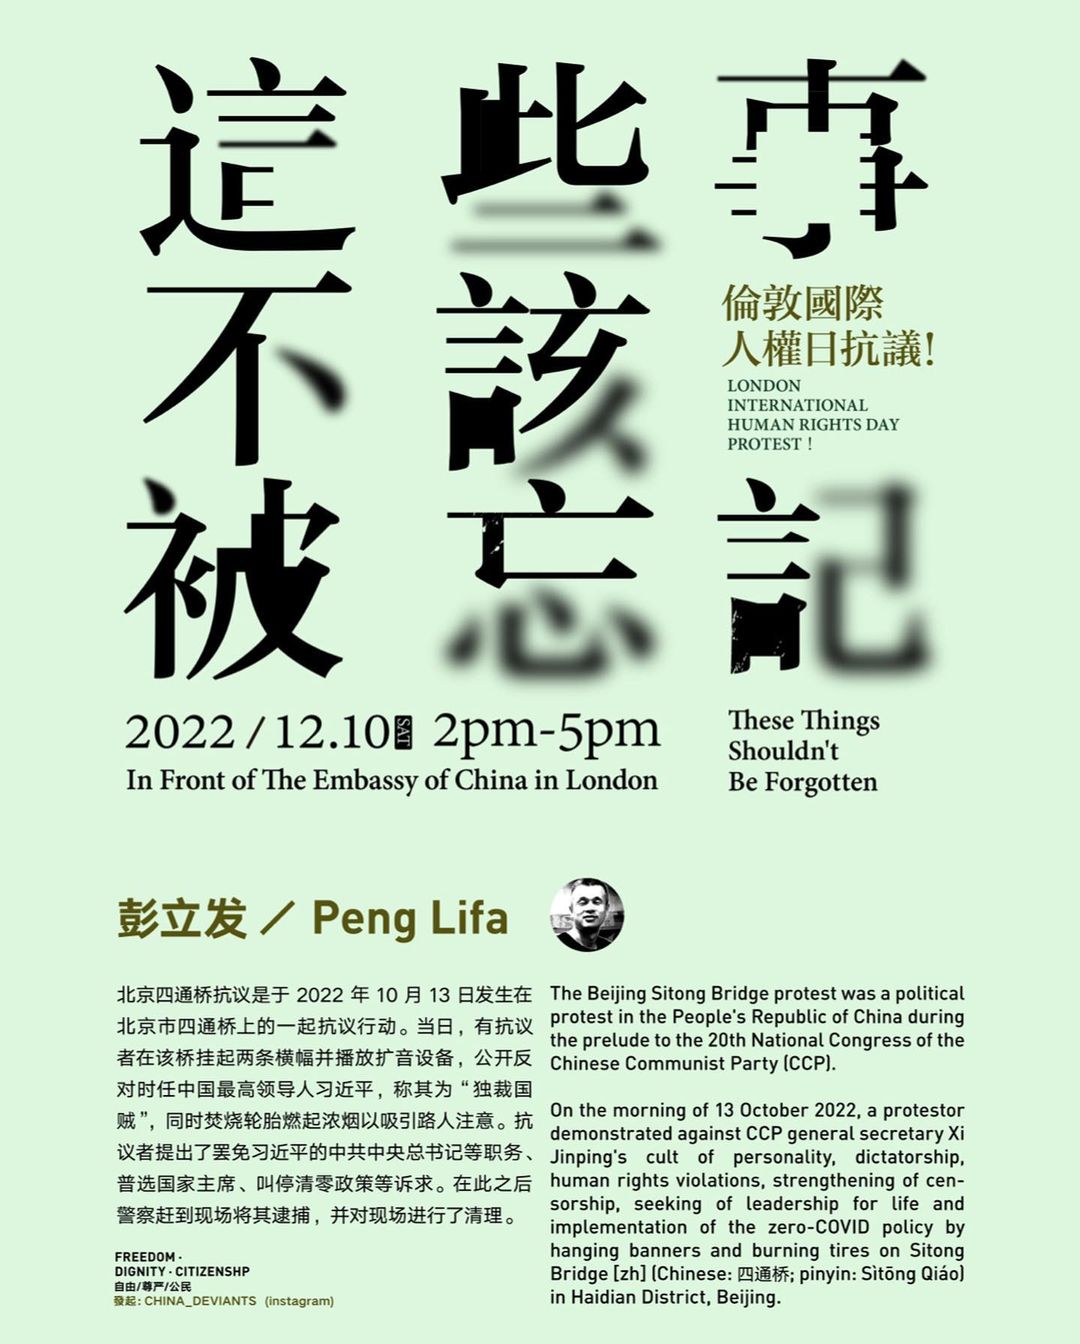 這些事
不該
被忘記
倫敦國際
人權日抗議!
LONDON
INTERNATIONAL
HUMAN RIGHTS DAY
PROTEST !
2022 / 12.10 SAT 2pm-5pm
In Front of The Embassy of China in London
These Things
Shouldn't
Be Forgotten
彭立发 / Peng Lifa
北京四通桥抗议是于 2022 年 10 月 13 日发生在
北京市四通桥上的一起抗议行动。当日，有抗议
者在该桥挂起两条横幅并播放扩音设备，公开反
对时任中国最高领导人习近平，称其为“独裁国
贼”，同时焚烧轮胎燃起浓烟以吸引路人注意。抗
议者提出了罢免习近平的中共中央总书记等职务、
普选国家主席、叫停清零政策等诉求。在此之后
警察赶到现场将其逮捕，并对现场进行了清理。
The Beijing Sitong Bridge protest was a political
protest in the People's Republic of China during
the prelude to the 20th National Congress of the
Chinese Communist Party (CCP).
On the morning of 13 October 2022, a protestor
demonstrated against CCP general secretary Xi
Jinping's cult of personality, dictatorship,
human rights violations, strengthening of cen-
sorship, seeking of leadership for life and
implementation of the zero-COVID policy by
hanging banners and burning tires on Sitong
Bridge [zh] (Chinese: 四通桥; pinyin: Sìtōng Qiáo)
in Haidian District, Beijing.
FREEDOM ·
DIGNITY · CITIZENSHP
自由/尊严/公民
發起: CHINA_DEVIANTS (instagram)